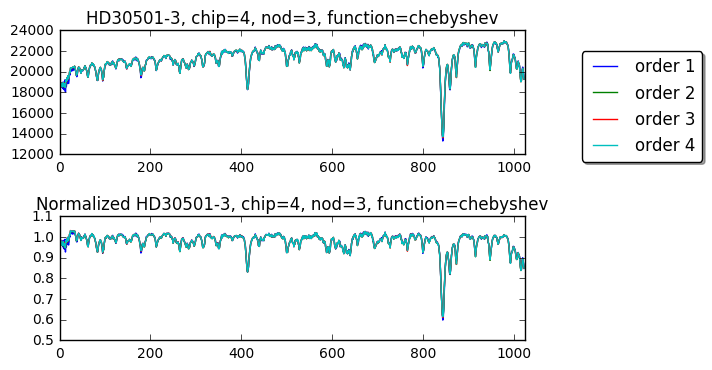 HD30501-3, chip=4, nod=3, function=chebyshev
24000
22000
20000
18000
16000
14000
12000
0 200 400 600 800 1000
order 1
order 2
order 3
order 4
Normalized HD30501-3, chip=4, nod=3, function=chebyshev
1.1
1.0
0.9
0.8
0.7
0.6
0.5
0 200 400 600 800 1000